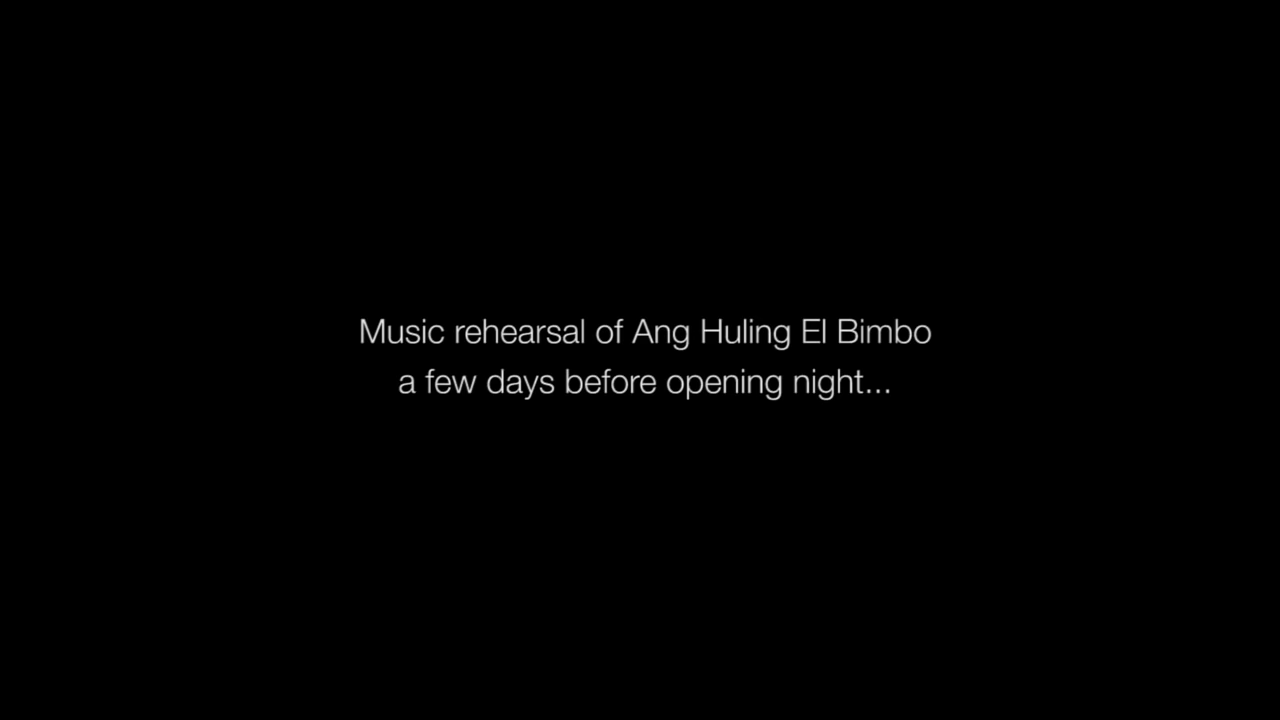 Music rehearsal of Ang Huling El Bimbo
a few days before opening night...